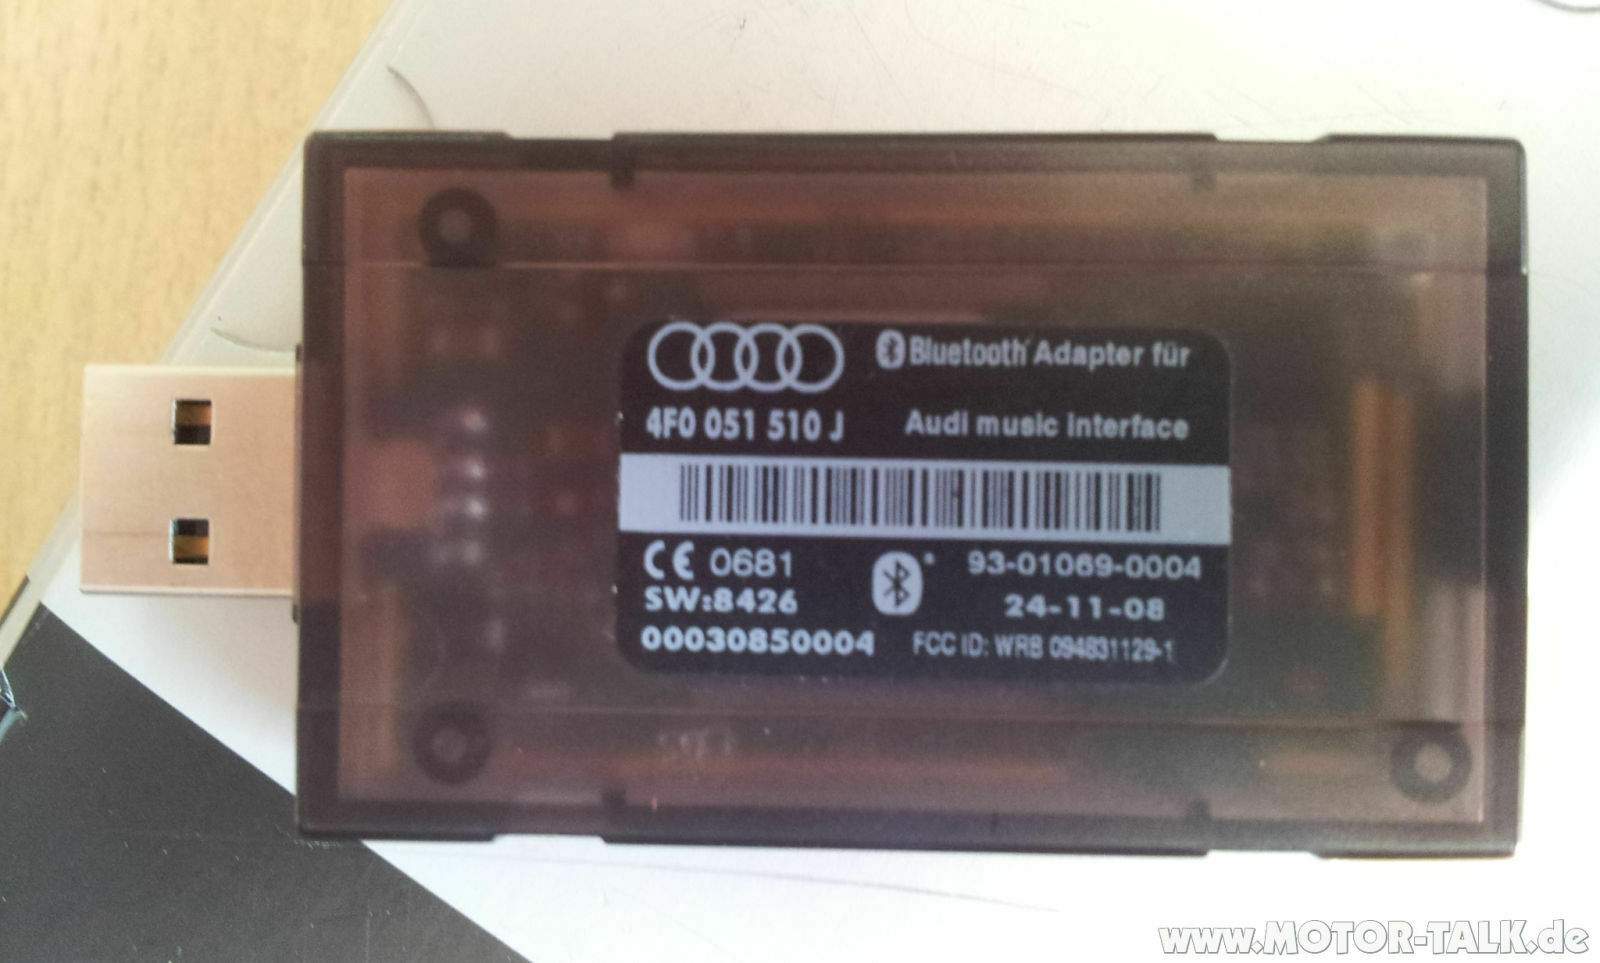 Bluetooth Adapter für
4F0 051 510 J
Audi music interface
CE 0681
SW:8426
00030850004
93-01069-0004
24-11-08
FCC ID: WRB 094831129-1
www.MOTOR-TALK.de